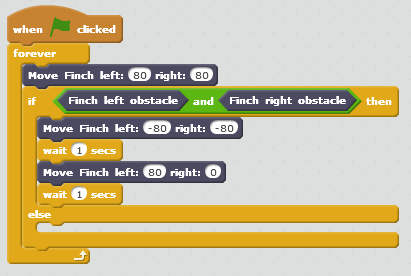 when clicked
forever
Move Finch left: 80 right: 80
if Finch left obstacle and Finch right obstacle then
Move Finch left: -80 right: -80
wait 1 secs
Move Finch left: 80 right: 0
wait 1 secs
else